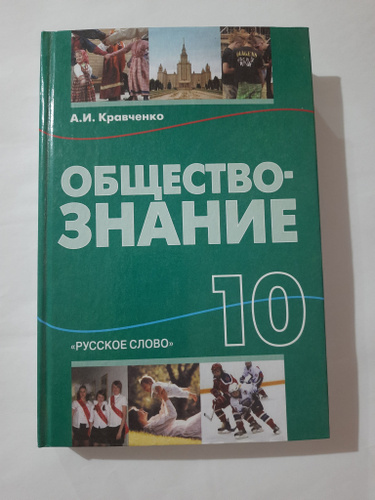 А.И. Кравченко
ОБЩЕСТВО-
ЗНАНИЕ
10
«РУССКОЕ СЛОВО»